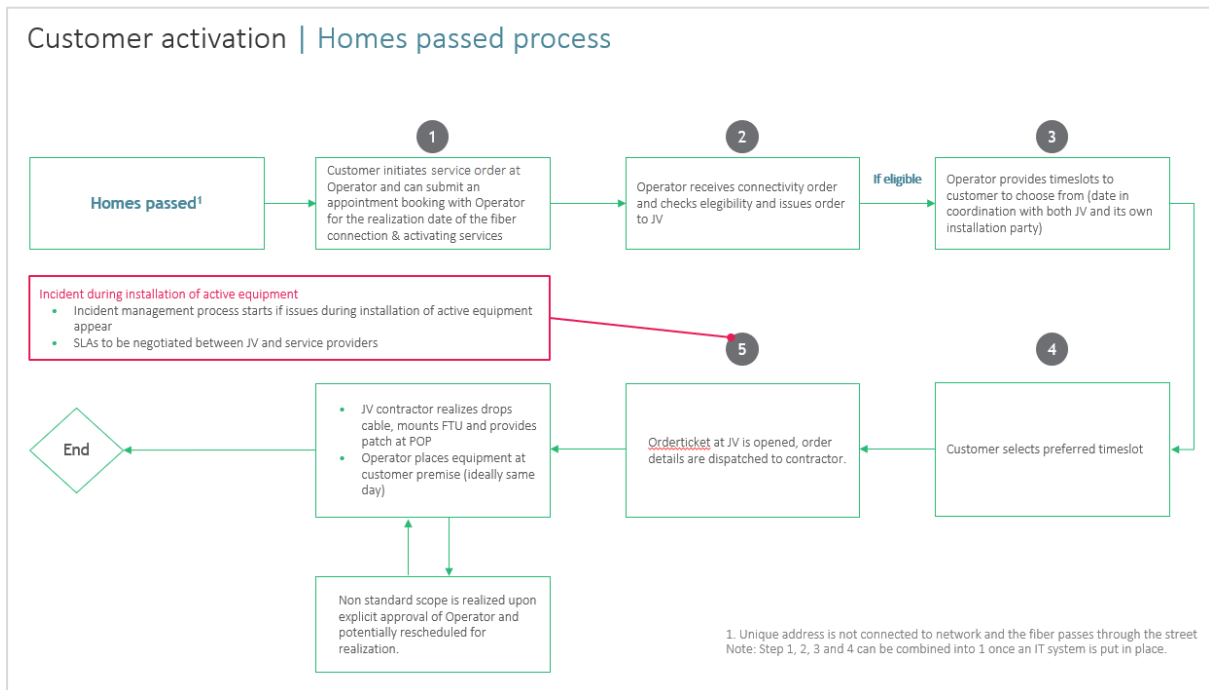 Customer activation | Homes passed process
1
2
3
Homes passed1
Customer initiates service order at
Operator and can submit an
appointment booking with Operator
for the realization date of the fiber
connection & activating services
Operator receives connectivity order
and checks elegibility and issues order
to JV
If eligible
Operator provides timeslots to
customer to choose from (date in
coordination with both JV and its own
installation party)
Incident during installation of active equipment
• Incident management process starts if issues during installation of active equipment
appear
• SLAs to be negotiated between JV and service providers
5
4
End
• JV contractor realizes drops
cable, mounts FTU and provides
patch at POP
• Operator places equipment at
customer premise (ideally same
day)
Orderticket at JV is opened, order
details are dispatched to contractor.
Customer selects preferred timeslot
Non standard scope is realized upon
explicit approval of Operator and
potentially rescheduled for
realization.
1. Unique address is not connected to network and the fiber passes through the street
Note: Step 1, 2, 3 and 4 can be combined into 1 once an IT system is put in place.